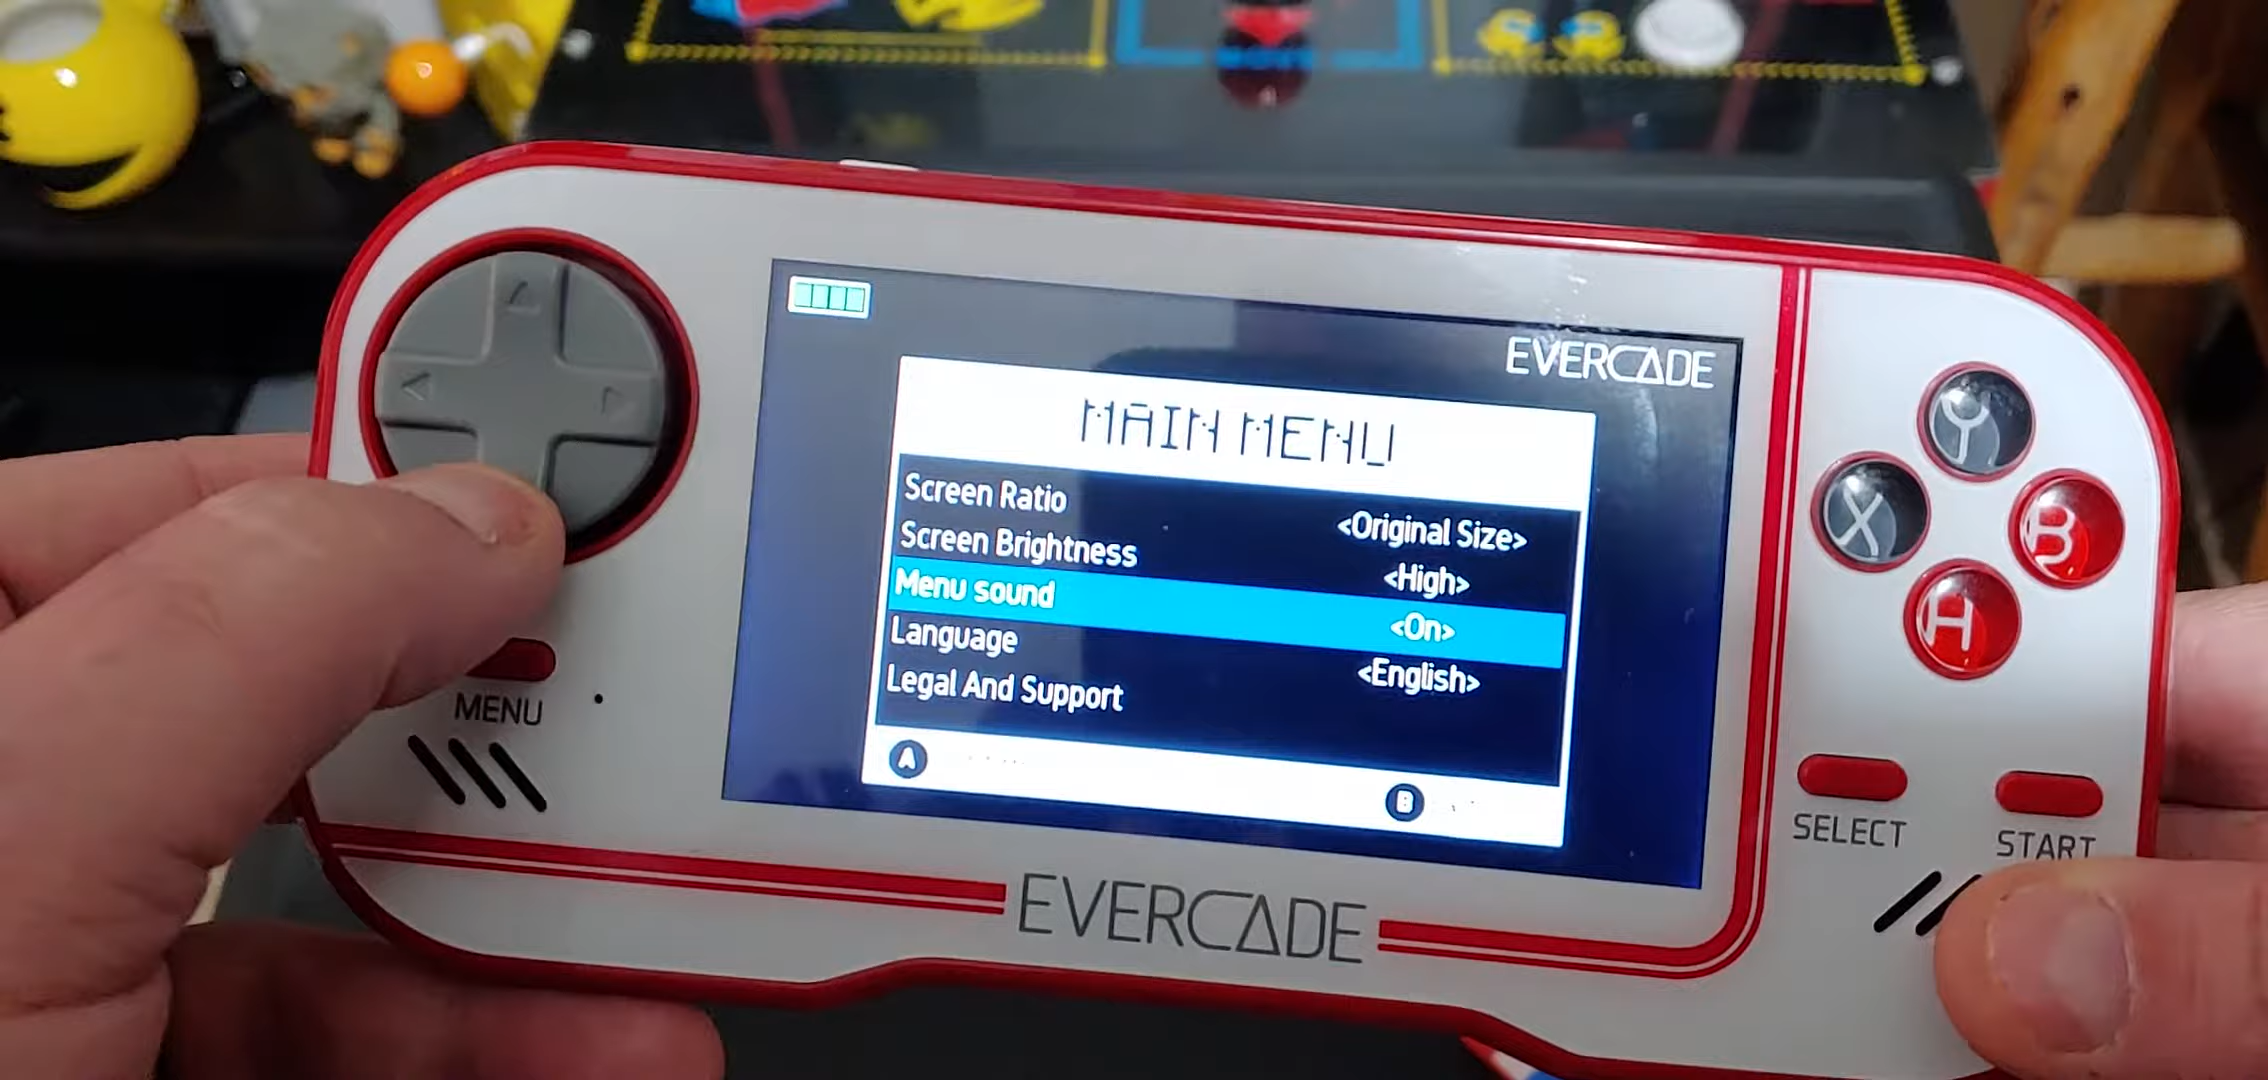 EVERCADE
MAIN MENU
Screen Ratio <Original Size>
Screen Brightness <High>
Menu sound <On>
Language <English>
Legal And Support
A
B
Y
X
B
A
MENU
SELECT
START
EVERCADE